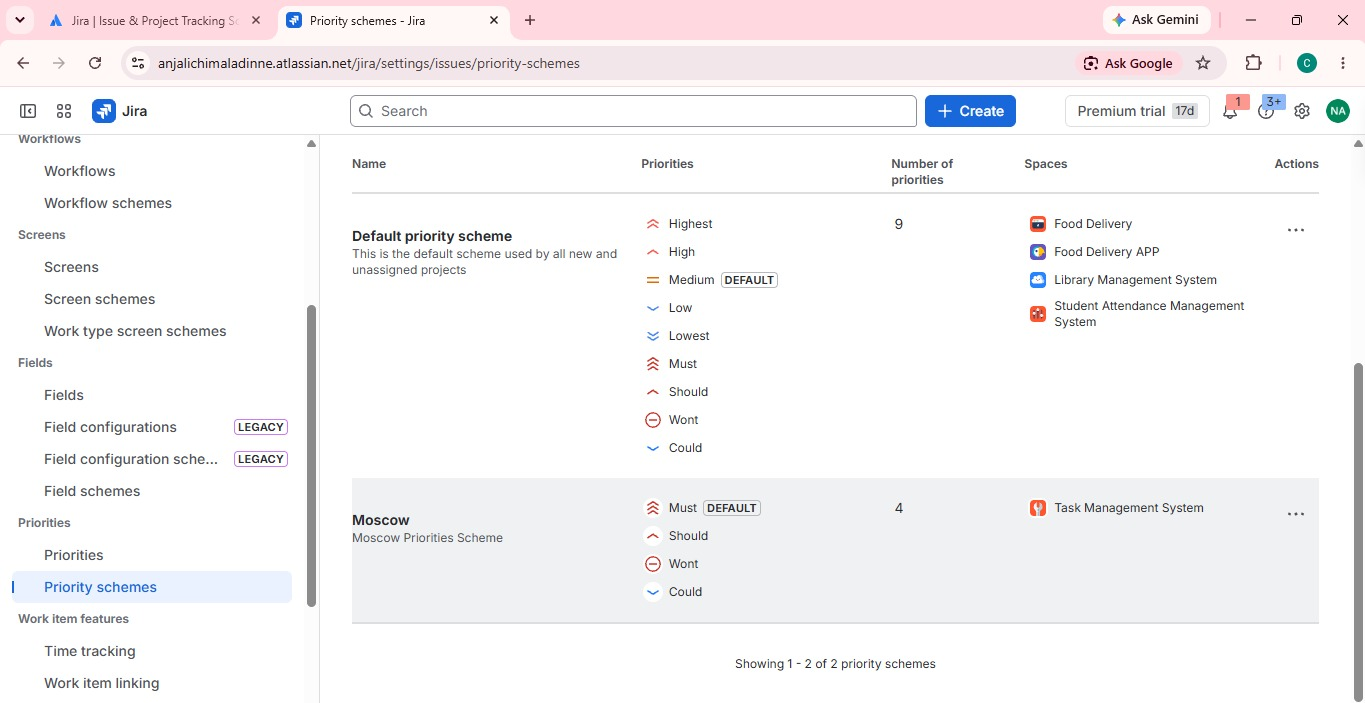 Jira | Issue & Project Tracking So
Priority schemes - Jira
Ask Gemini
anjalichimaladinne.atlassian.net/jira/settings/issues/priority-schemes
Ask Google
C
Jira
Search
Create
Premium trial 17d
1
3+
NA
Workflows
Workflows
Workflow schemes
Screens
Screens
Screen schemes
Work type screen schemes
Fields
Fields
Field configurations LEGACY
Field configuration sche... LEGACY
Field schemes
Priorities
Priorities
Priority schemes
Work item features
Time tracking
Work item linking
Name
Priorities
Number of
priorities
Spaces
Actions
Default priority scheme
This is the default scheme used by all new and
unassigned projects
Highest
High
Medium DEFAULT
Low
Lowest
Must
Should
Wont
Could
9
Food Delivery
Food Delivery APP
Library Management System
Student Attendance Management
System
Moscow
Moscow Priorities Scheme
Must DEFAULT
Should
Wont
Could
4
Task Management System
Showing 1 - 2 of 2 priority schemes